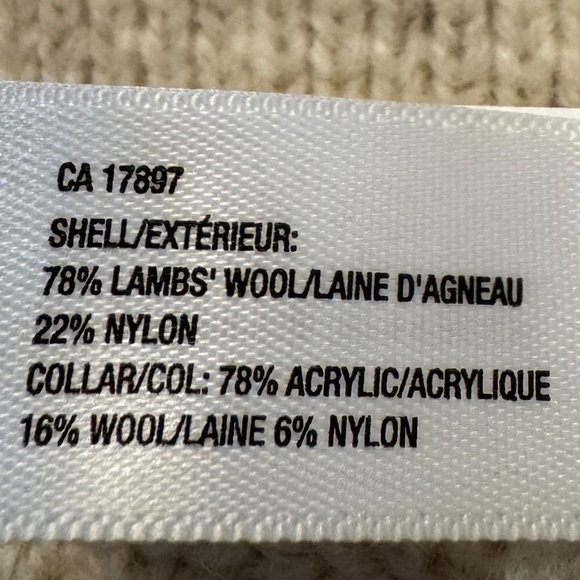 CA 17897
SHELL/EXTÉRIEUR:
78% LAMBS' WOOL/LAINE D'AGNEAU
22% NYLON
COLLAR/COL: 78% ACRYLIC/ACRYLIQUE
16% WOOL/LAINE 6% NYLON